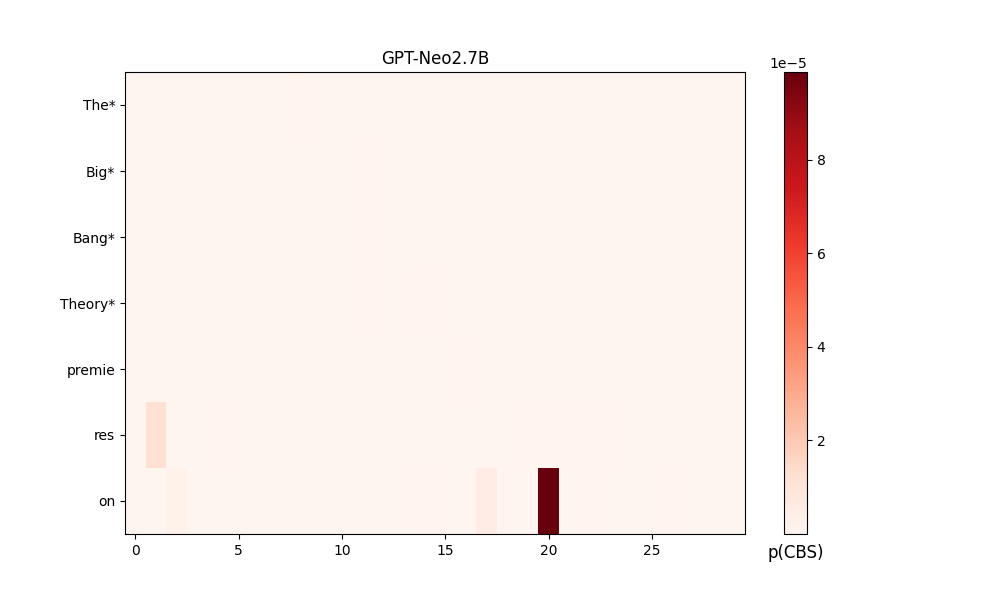 GPT-Neo2.7B
1e−5
The*
Big*
Bang*
Theory*
premie
res
on
8
6
4
2
0 5 10 15 20 25
p(CBS)